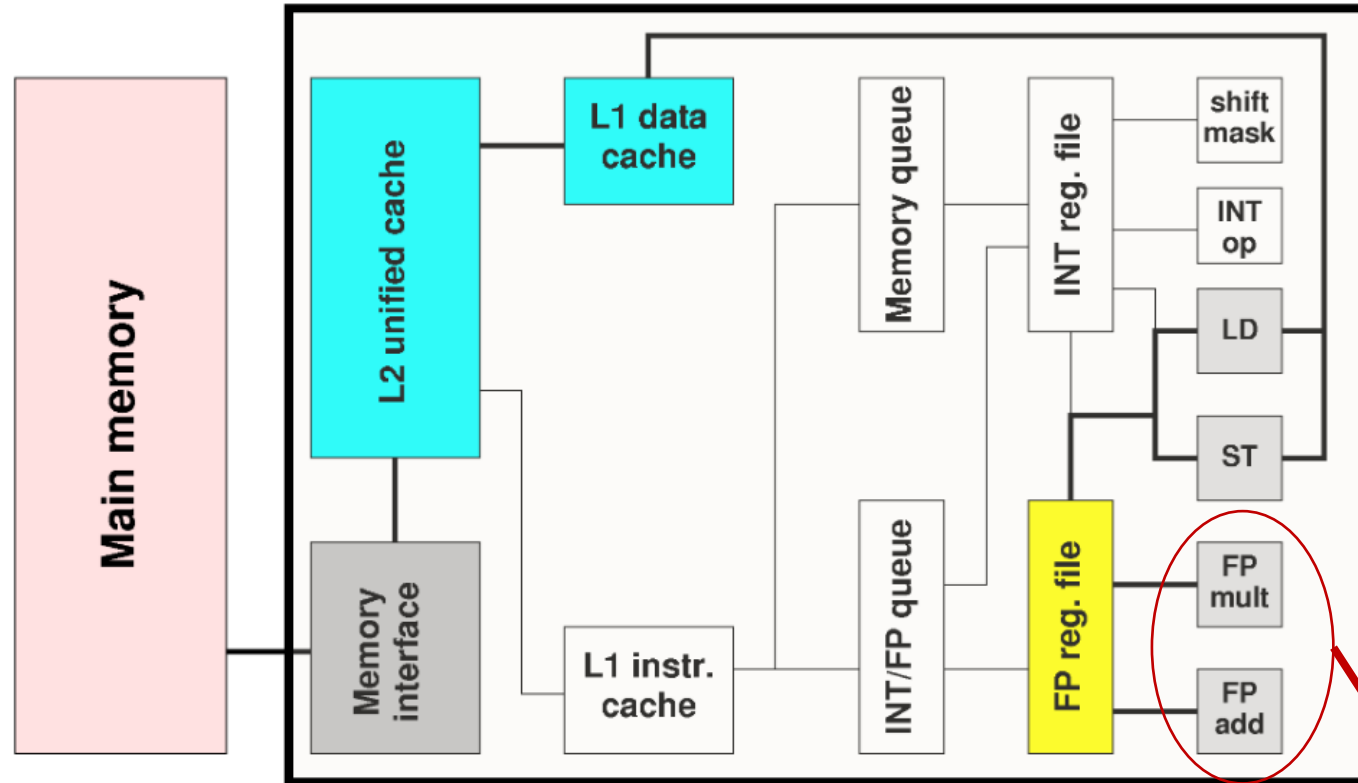 Main memory
L2 unified cache
Memory
interface
L1 data
cache
L1 instr.
cache
Memory queue
INT/FP queue
INT reg. file
FP reg. file
shift
mask
INT
op
LD
ST
FP
mult
FP
add